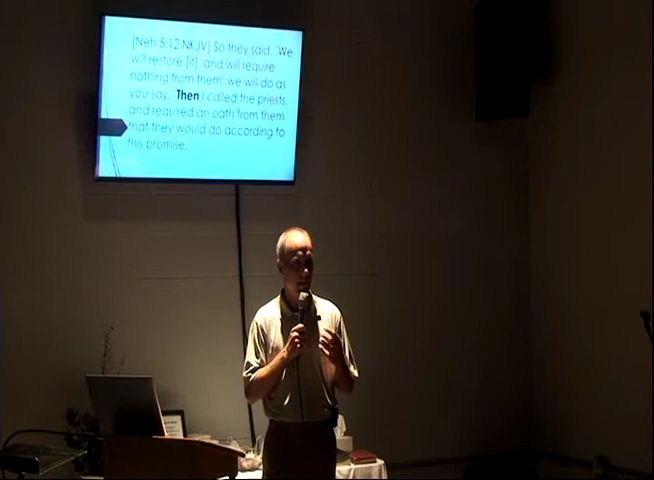 [Neh 5:12 NKJV] So they said, "We
will restore [it], and will require
nothing from them; we will do as
you say. Then I called the priests,
and required an oath from them
that they would do according to
this promise.